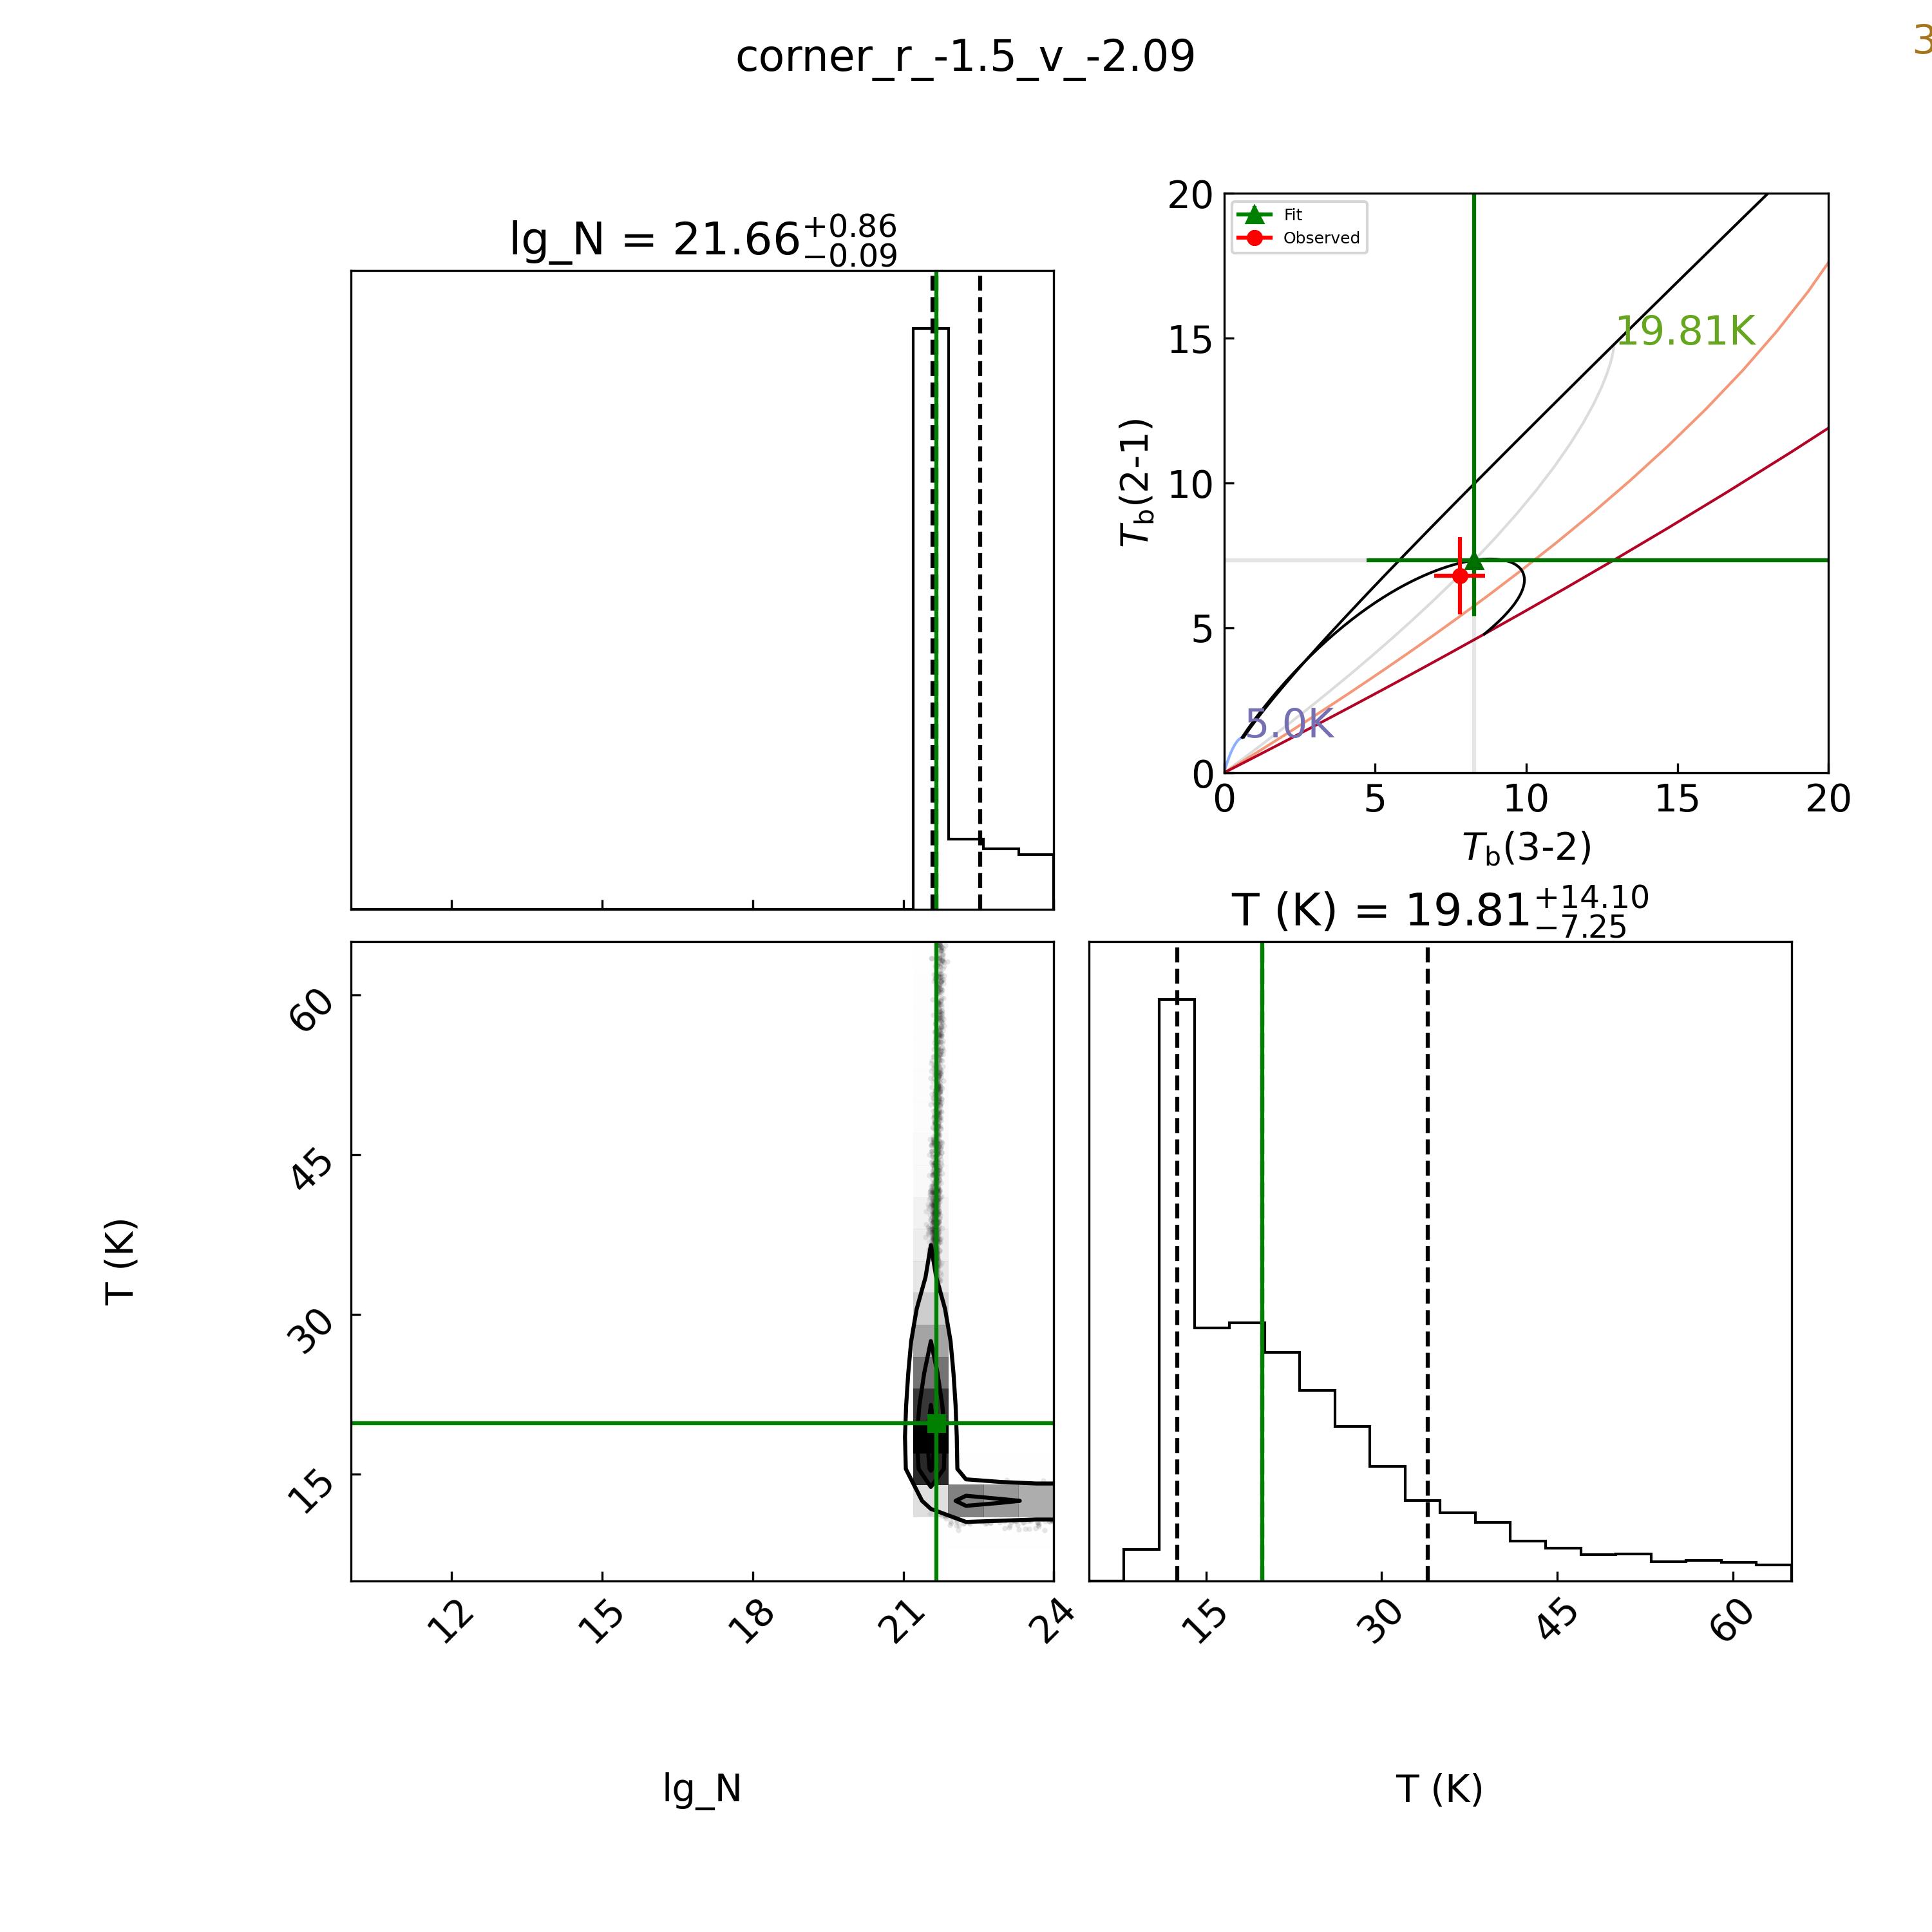 corner_r_-1.5_v_-2.09
3
lg_N = 21.66+0.86−0.09
20
15
10
5
0
Tb(2-1)
Fit
Observed
19.81K
5.0K
0 5 10 15 20
Tb(3-2)
T (K) = 19.81+14.10−7.25
60
45
30
15
T (K)
12 15 18 21 24
15 30 45 60
lg_N
T (K)